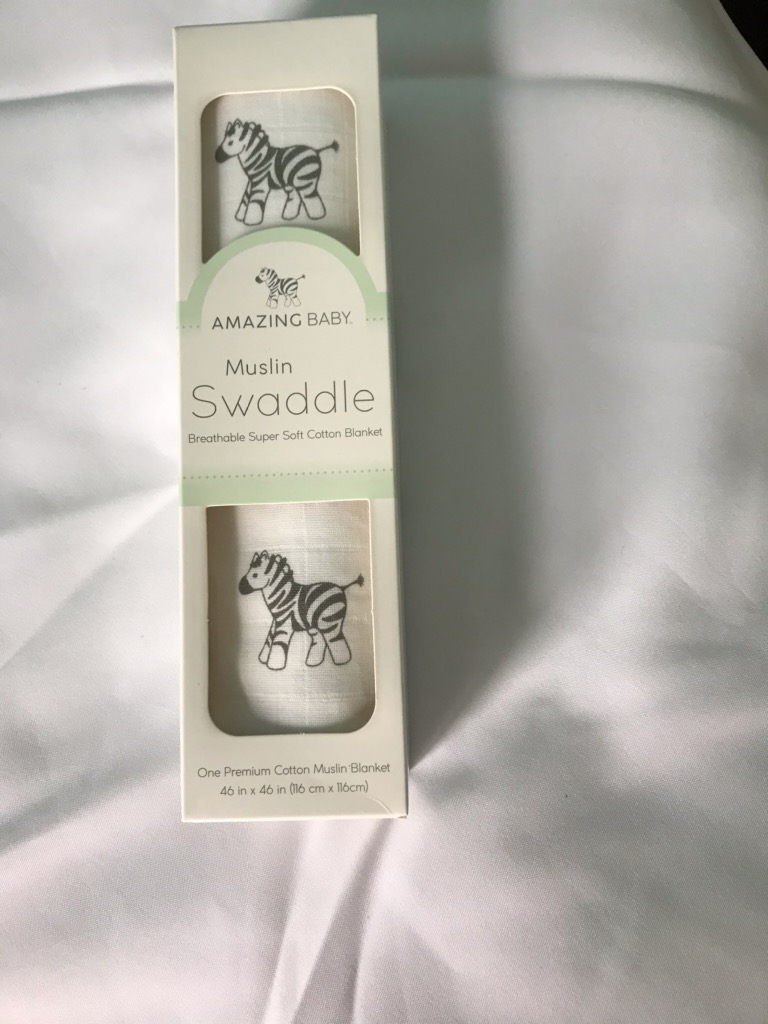 AMAZING BABY™
Muslin
Swaddle
Breathable Super Soft Cotton Blanket
One Premium Cotton Muslin Blanket
46 in x 46 in (116 cm x 116cm)